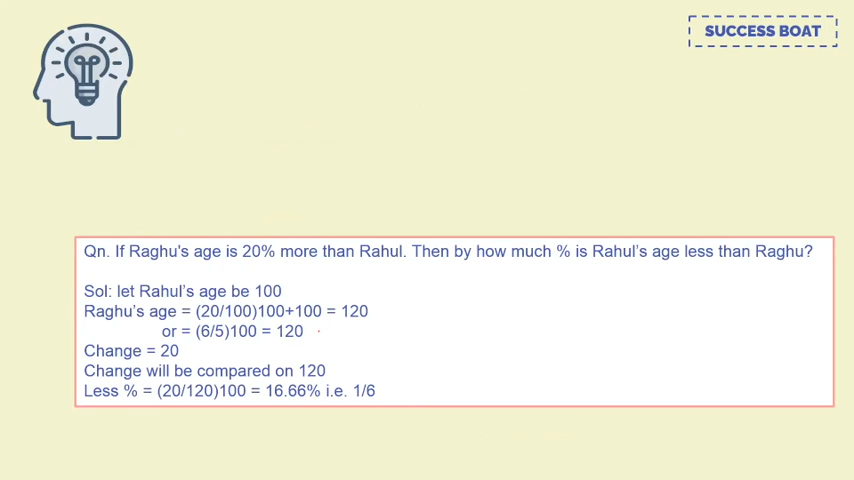 SUCCESS BOAT
Qn. If Raghu's age is 20% more than Rahul. Then by how much % is Rahul's age less than Raghu?
Sol: let Rahul's age be 100
Raghu's age = (20/100)100+100 = 120
or = (6/5)100 = 120
Change = 20
Change will be compared on 120
Less % = (20/120)100 = 16.66% i.e. 1/6